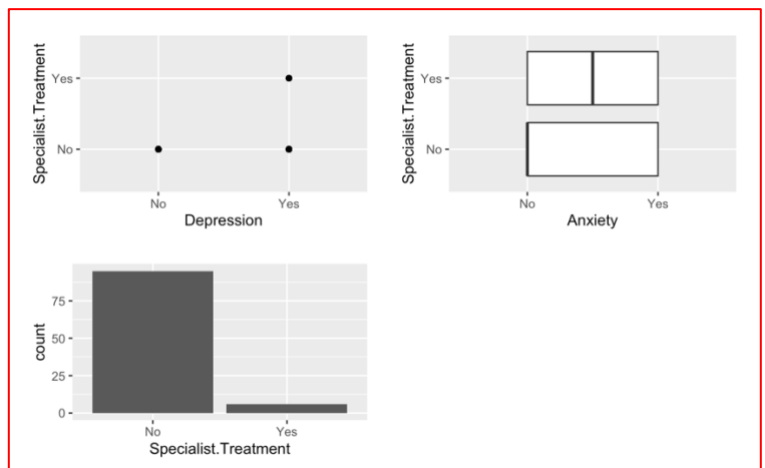 Specialist.Treatment
Yes
No
No Yes
Depression
Specialist.Treatment
Yes
No
No Yes
Anxiety
count
75
50
25
0
No Yes
Specialist.Treatment